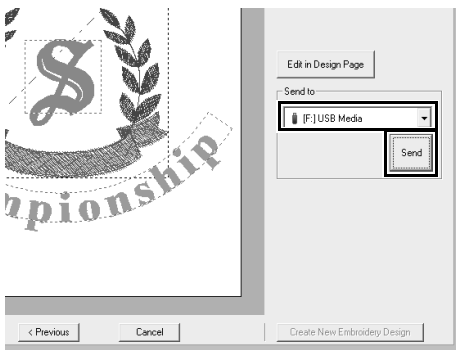 S
mpionship
Edit in Design Page
Send to
[F:] USB Media
Send
< Previous
Cancel
Create New Embroidery Design